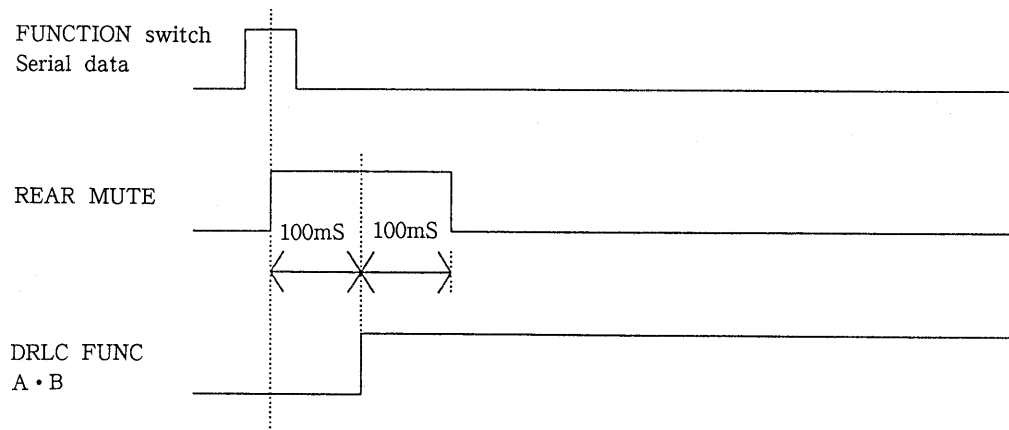 FUNCTION switch
Serial data
REAR MUTE
100mS 100mS
DRLC FUNC
A・B